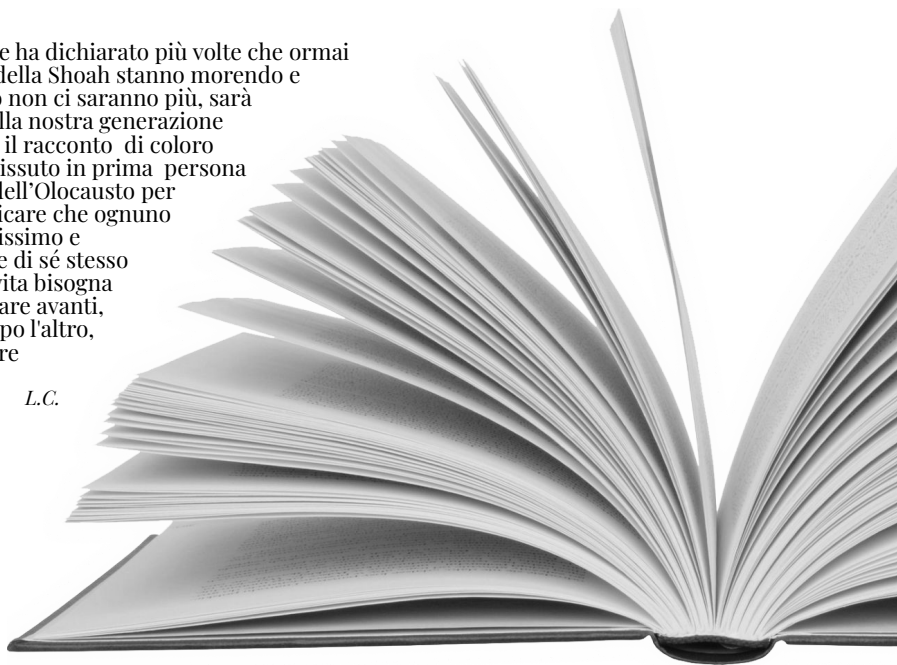 e ha dichiarato più volte che ormai
della Shoah stanno morendo e
non ci saranno più, sarà
lla nostra generazione
il racconto di coloro
issuto in prima persona
dell’Olocausto per
icare che ognuno
issimo e
e di sé stesso
vita bisogna
are avanti,
po l'altro,
re
L.C.